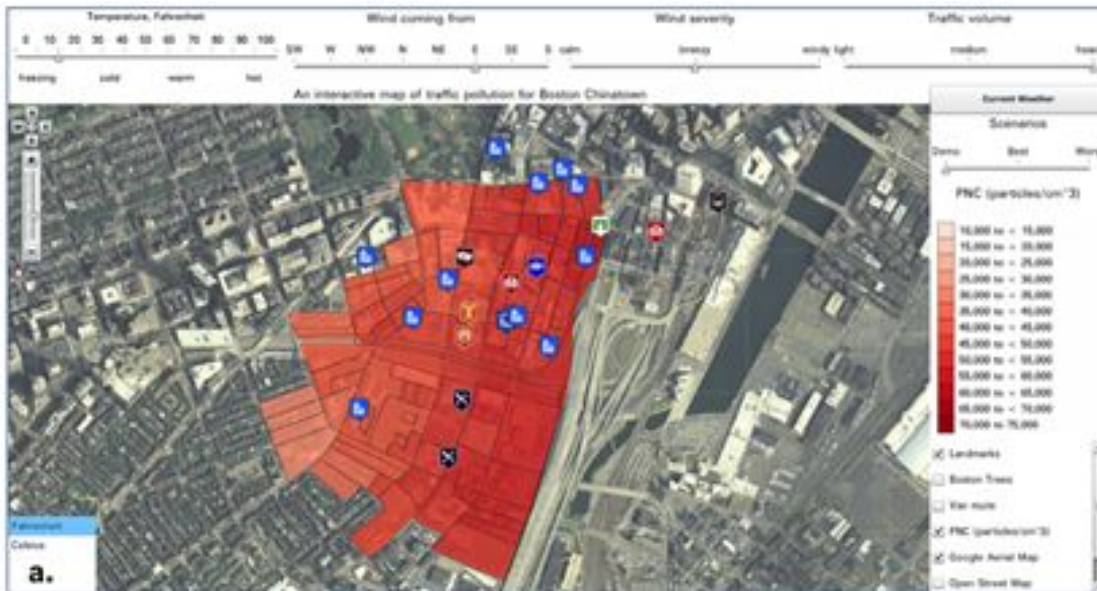 Temperature, Fahrenheit
0 10 20 30 40 50 60 70 80 90 100
freezing cold warm hot
Wind coming from
SW W NW N NE E SE S
Wind severity
calm breezy windy
Traffic volume
light medium heavy
An interactive map of traffic pollution for Boston Chinatown
Current Weather
Scenarios
Demo Best Worst
PNC (particles/cm^3)
10,000 to < 15,000
15,000 to < 20,000
20,000 to < 25,000
25,000 to < 30,000
30,000 to < 35,000
35,000 to < 40,000
40,000 to < 45,000
45,000 to < 50,000
50,000 to < 55,000
55,000 to < 60,000
60,000 to < 65,000
65,000 to < 70,000
70,000 to 75,000
Landmarks
Boston Trees
Van route
PNC (particles/cm^3)
Google Aerial Map
Open Street Map
Fahrenheit
Celsius
a.